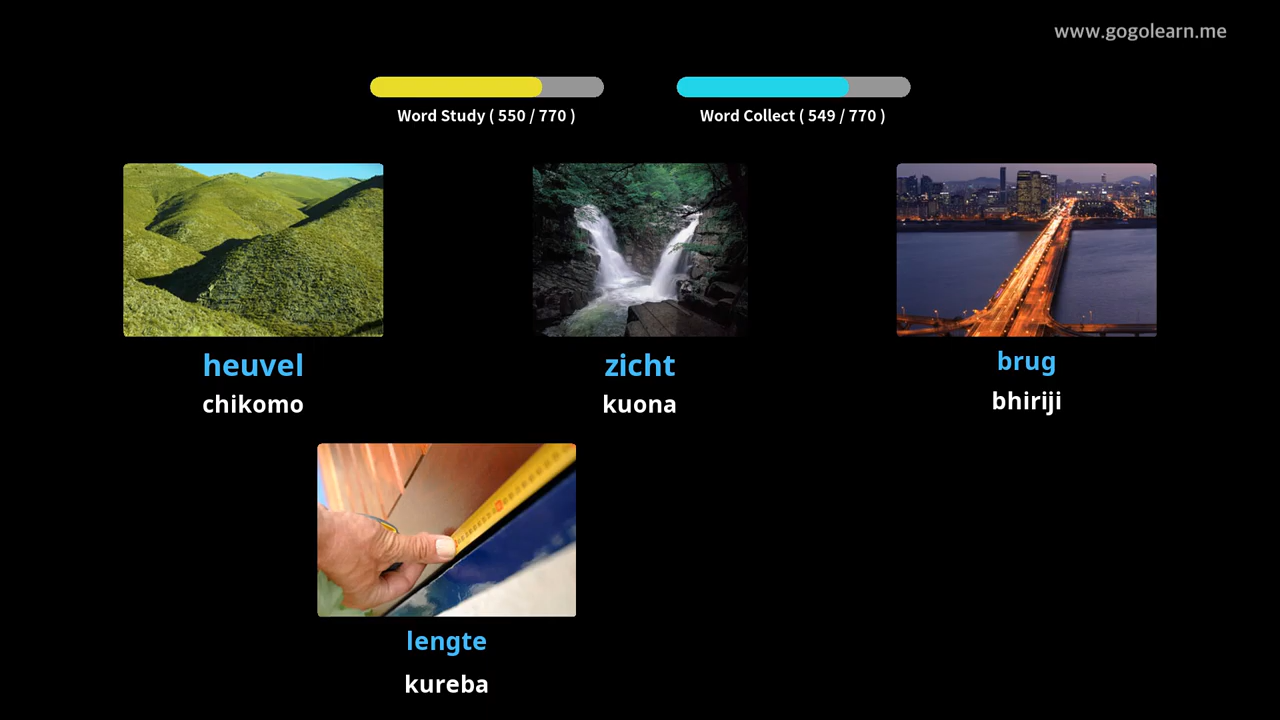 www.gogolearn.me
Word Study ( 550 / 770 )
Word Collect ( 549 / 770 )
heuvel
chikomo
zicht
kuona
brug
bhiriji
lengte
kureba